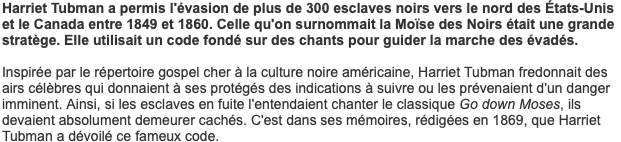 Harriet Tubman a permis l'évasion de plus de 300 esclaves noirs vers le nord des États-Unis
et le Canada entre 1849 et 1860. Celle qu'on surnommait la Moïse des Noirs était une grande
stratège. Elle utilisait un code fondé sur des chants pour guider la marche des évadés.

Inspirée par le répertoire gospel cher à la culture noire américaine, Harriet Tubman fredonnait des
airs célèbres qui donnaient à ses protégés des indications à suivre ou les prévenaient d'un danger
imminent. Ainsi, si les esclaves en fuite l'entendaient chanter le classique Go down Moses, ils
devaient absolument demeurer cachés. C'est dans ses mémoires, rédigées en 1869, que Harriet
Tubman a dévoilé ce fameux code.